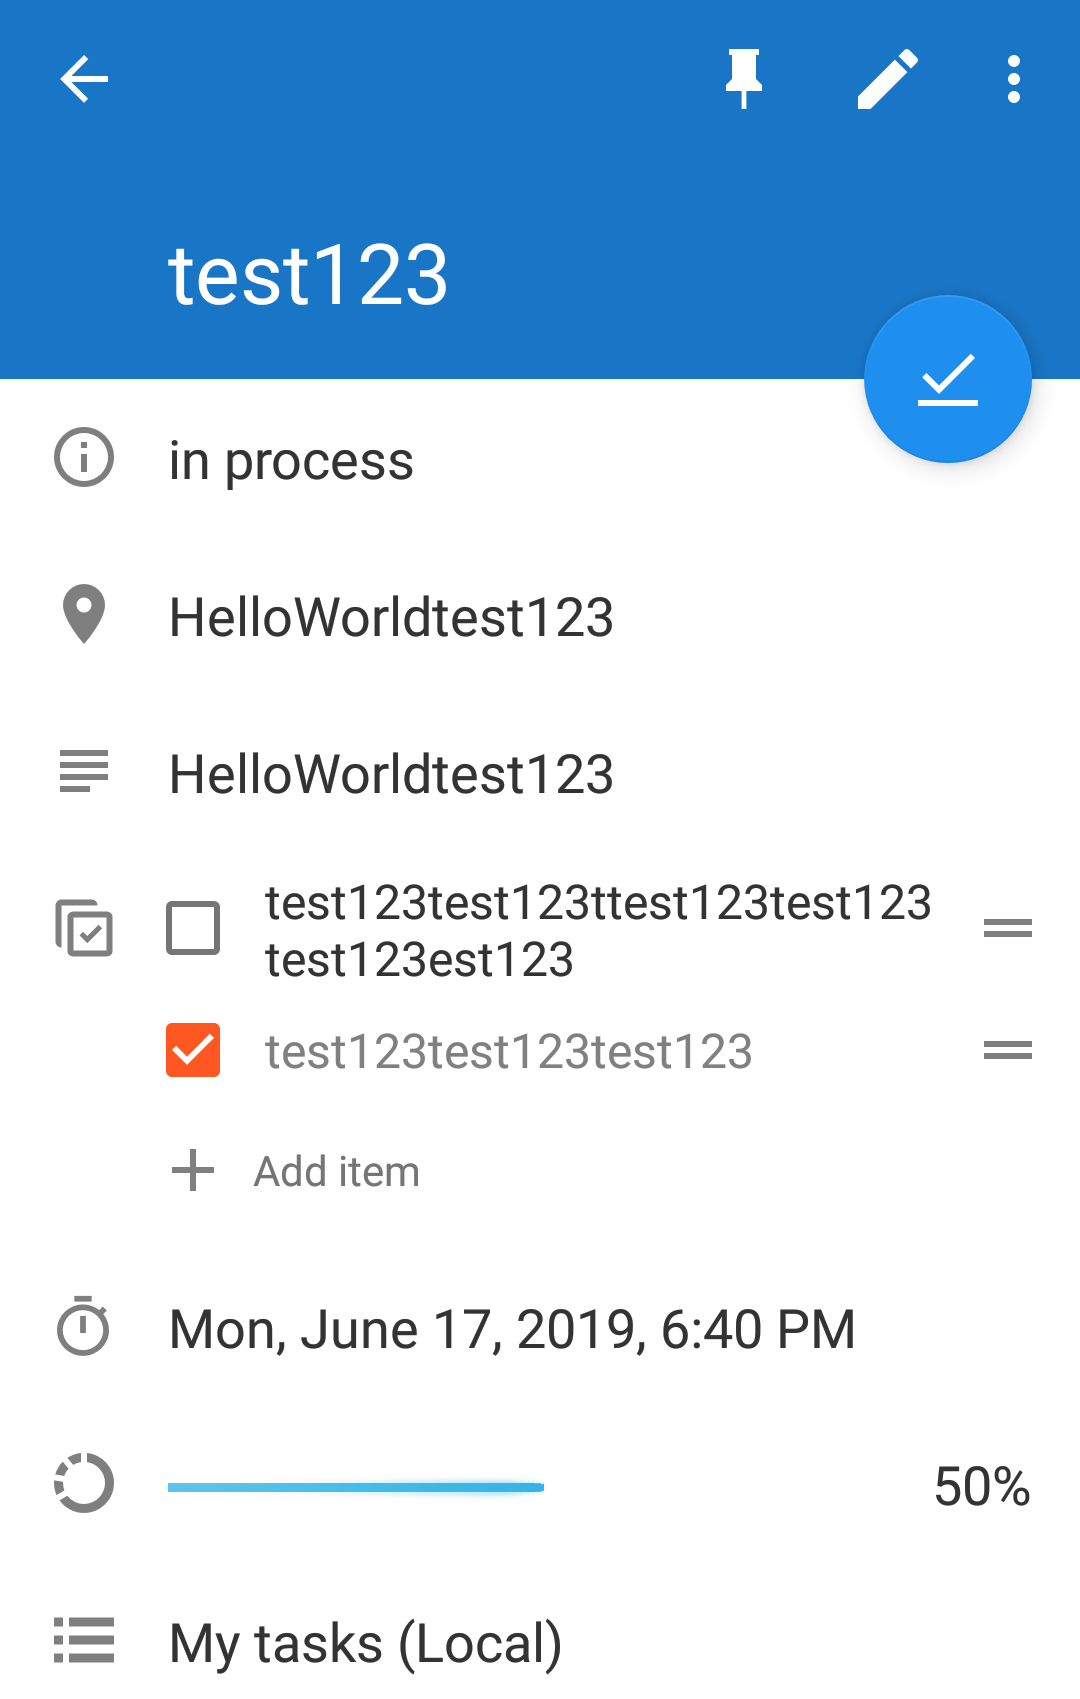 test123
in process
HelloWorldtest123
HelloWorldtest123
test123test123ttest123test123
test123est123
test123test123test123
Add item
Mon, June 17, 2019, 6:40 PM
50%
My tasks (Local)